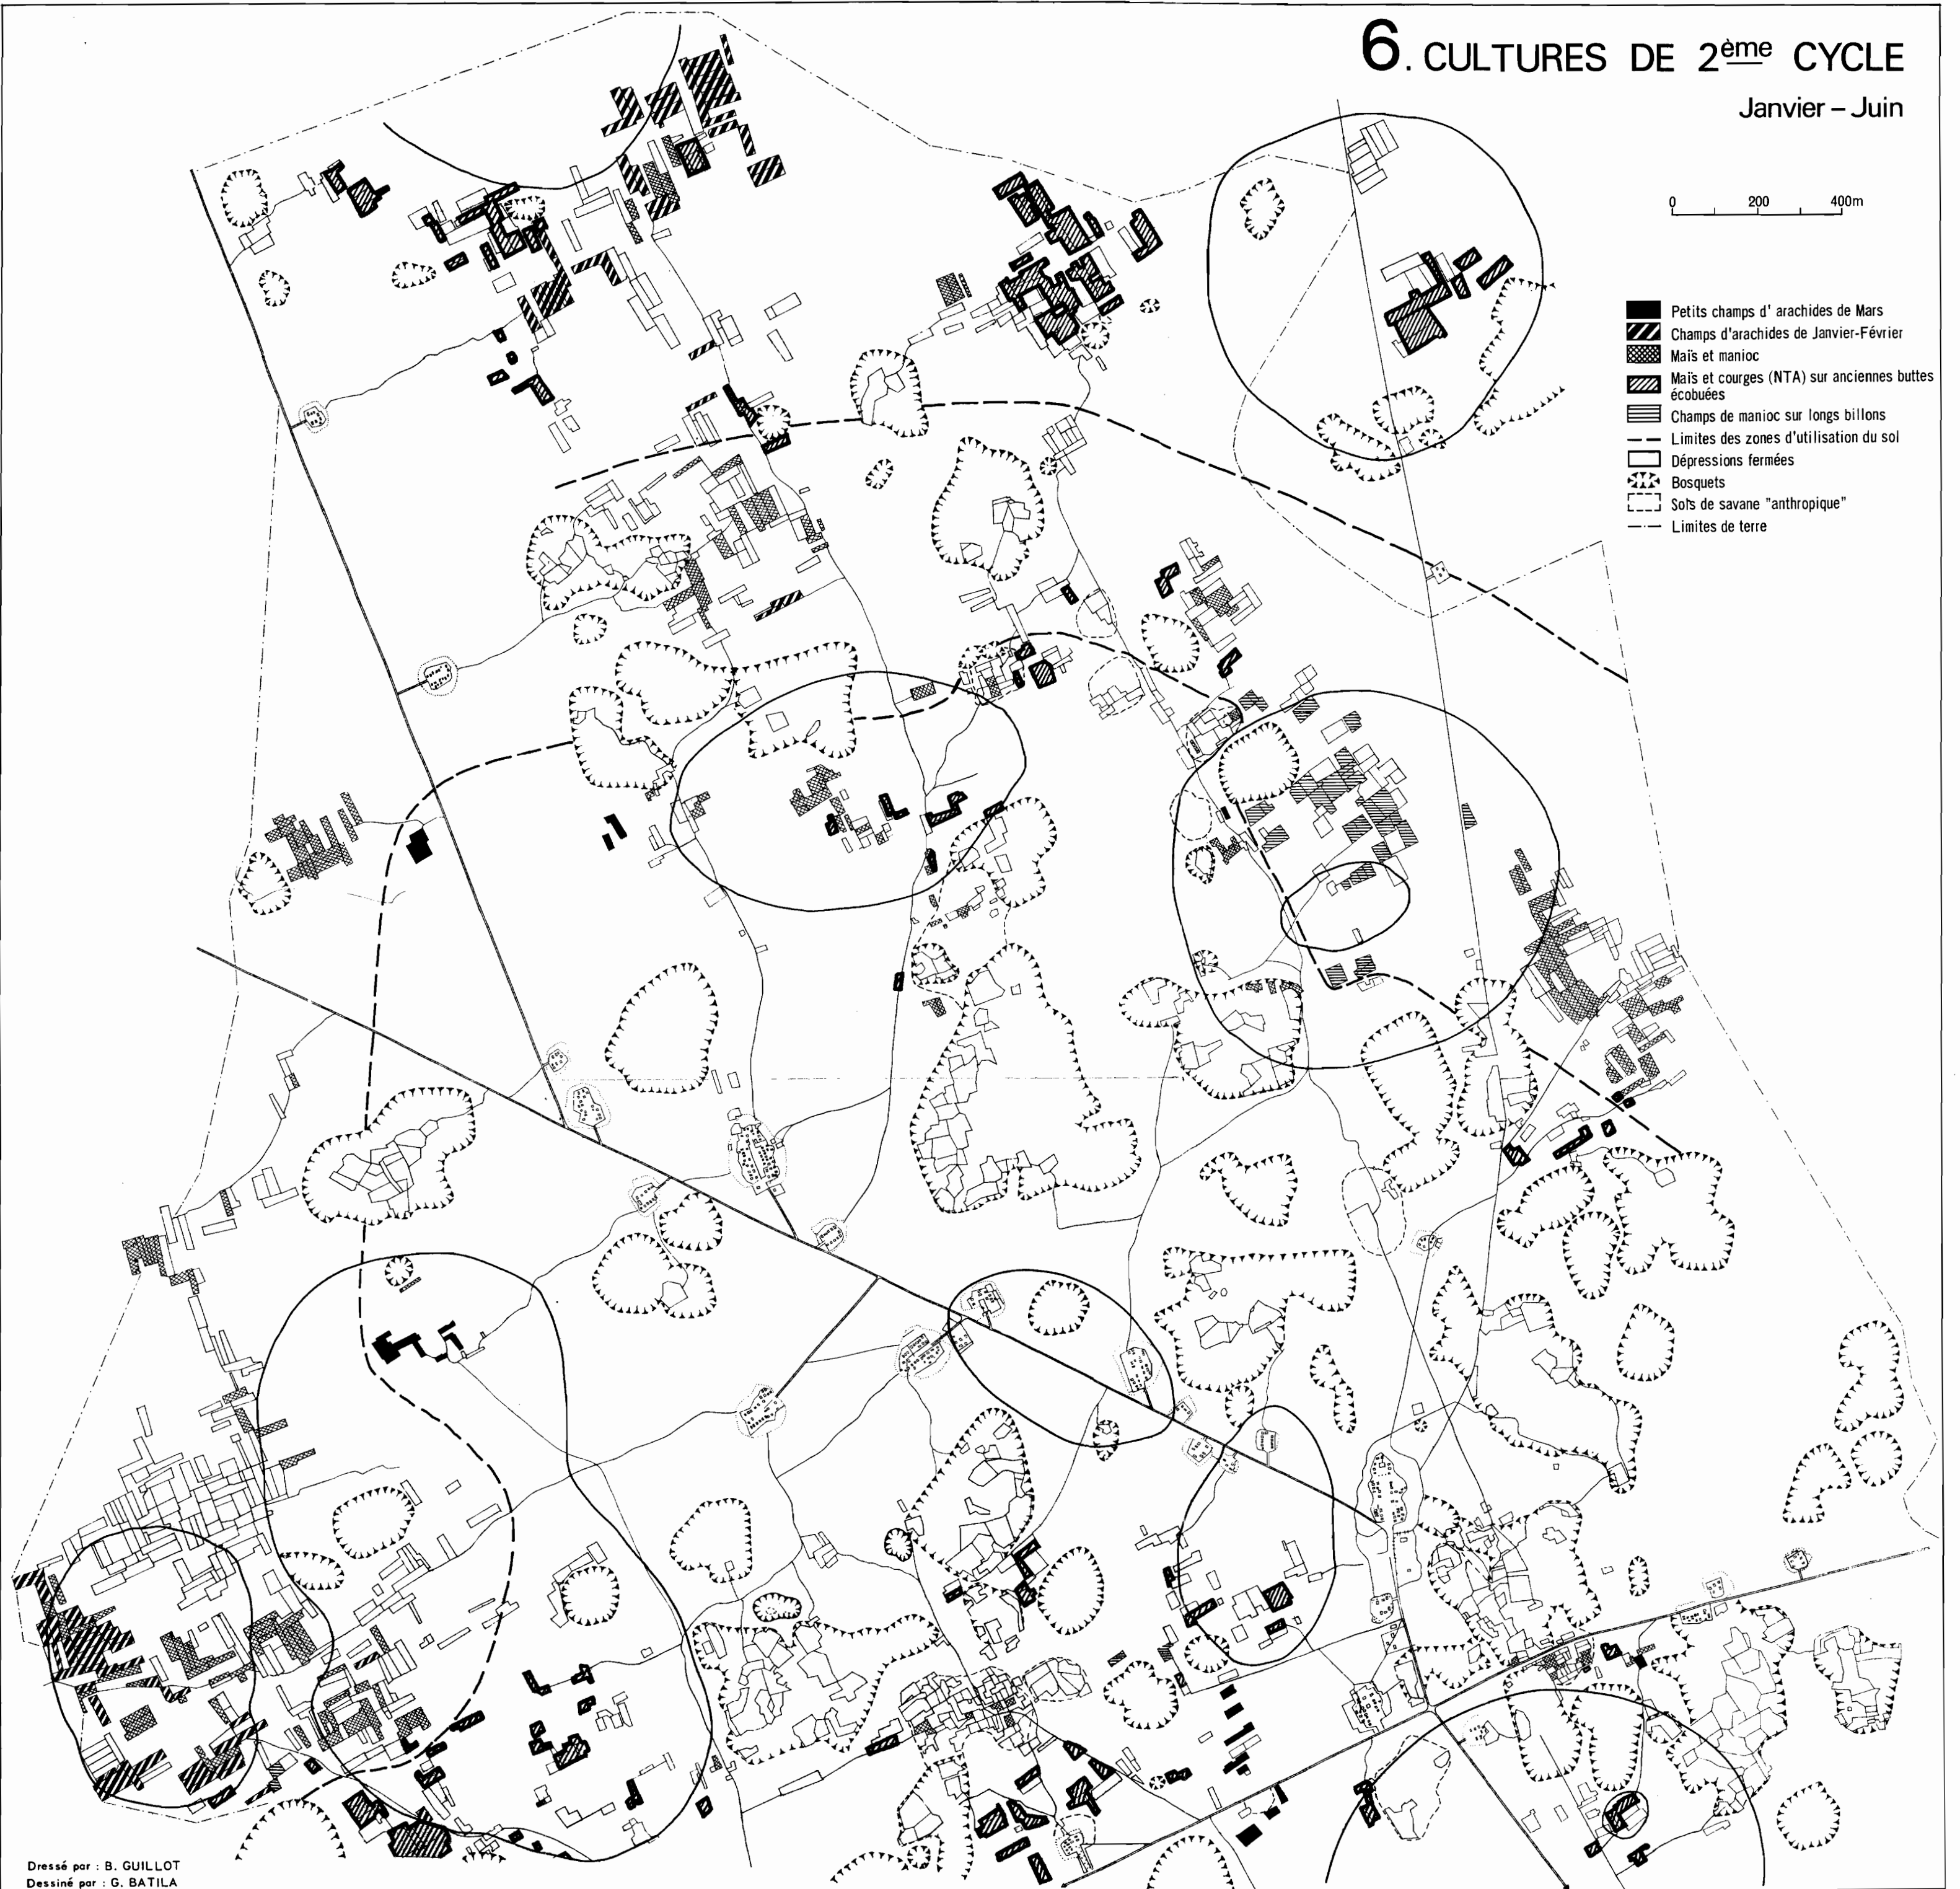 6. CULTURES DE 2ème CYCLE
Janvier – Juin
0 200 400m
Petits champs d' arachides de Mars
Champs d'arachides de Janvier-Février
Maïs et manioc
Maïs et courges (NTA) sur anciennes buttes
écobuées
Champs de manioc sur longs billons
Limites des zones d'utilisation du sol
Dépressions fermées
Bosquets
Sols de savane "anthropique"
Limites de terre
Dressé par : B. GUILLOT
Dessiné par : G. BATILA